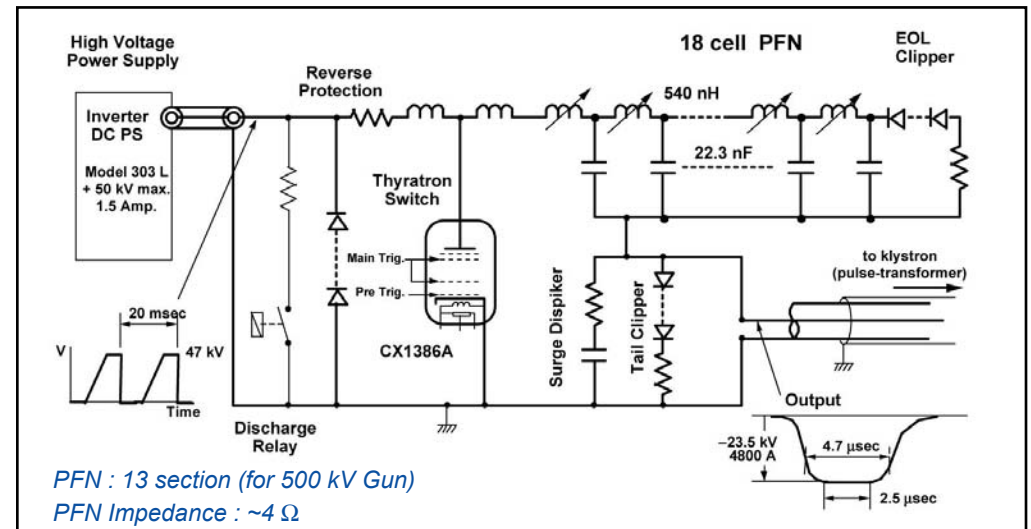 High Voltage
Power Supply
Inverter
DC PS
Model 303 L
+ 50 kV max.
1.5 Amp.
Reverse
Protection
18 cell PFN
EOL
Clipper
540 nH
22.3 nF
Thyratron
Switch
Main Trig.
Pre Trig.
CX1386A
20 msec
V
47 kV
Time
Discharge
Relay
Surge Dispiker
Tail Clipper
to klystron
(pulse-transformer)
Output
−23.5 kV
4800 A
4.7 μsec
2.5 μsec
PFN : 13 section (for 500 kV Gun)
PFN Impedance : ~4 Ω